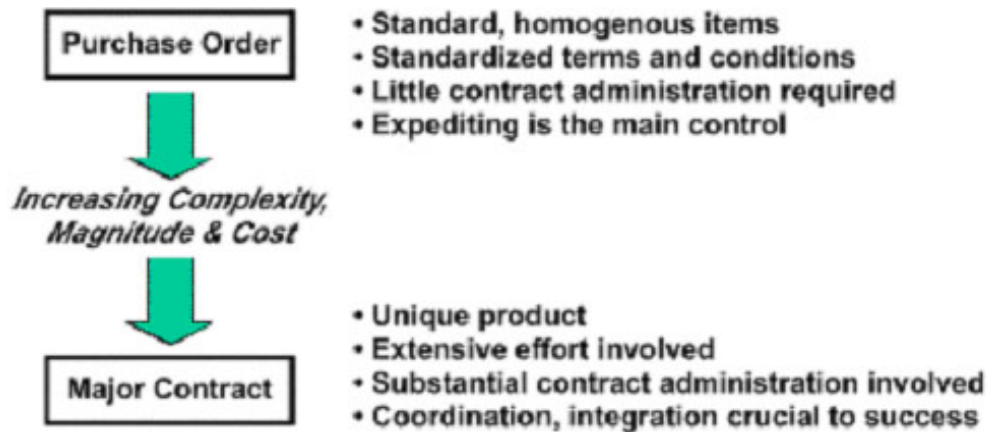 Purchase Order
• Standard, homogenous items
• Standardized terms and conditions
• Little contract administration required
• Expediting is the main control
Increasing Complexity,
Magnitude & Cost
• Unique product
• Extensive effort involved
Major Contract
• Substantial contract administration involved
• Coordination, integration crucial to success